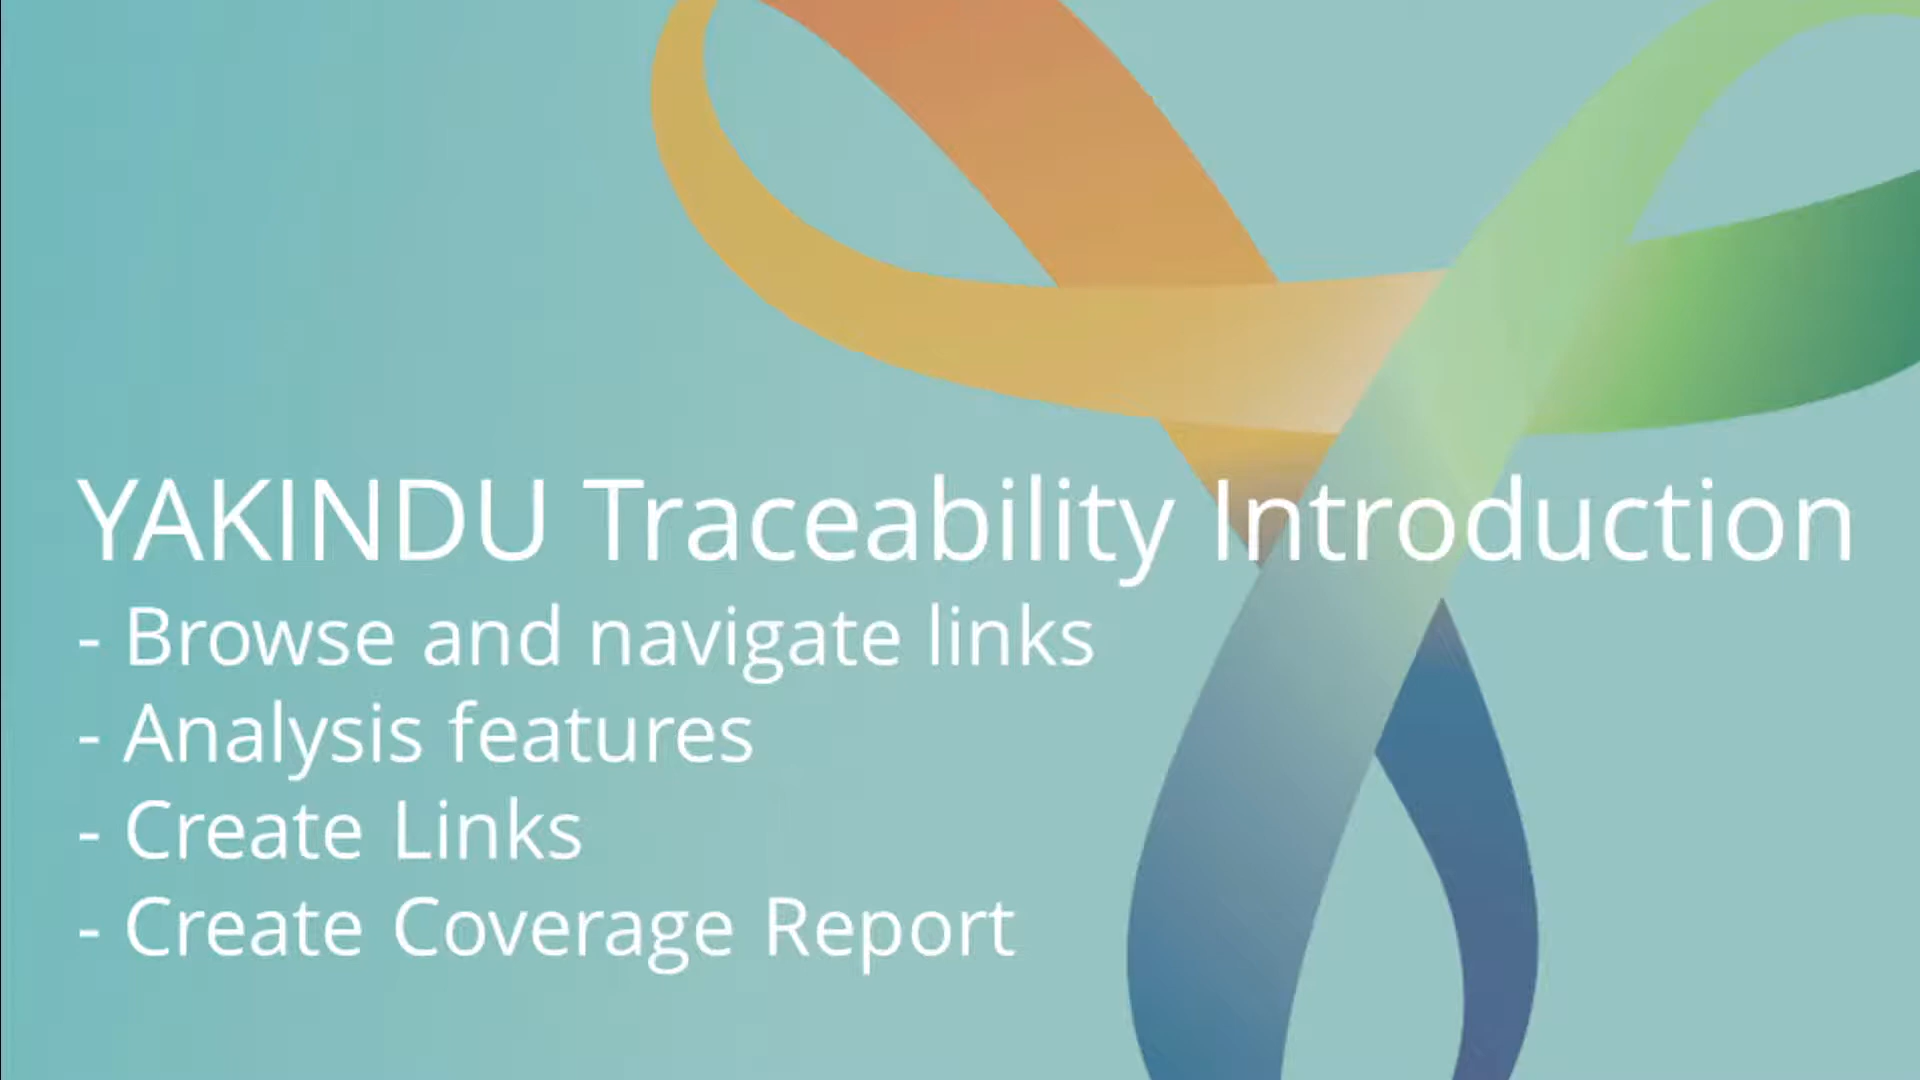 YAKINDU Traceability Introduction
- Browse and navigate links
- Analysis features
- Create Links
- Create Coverage Report